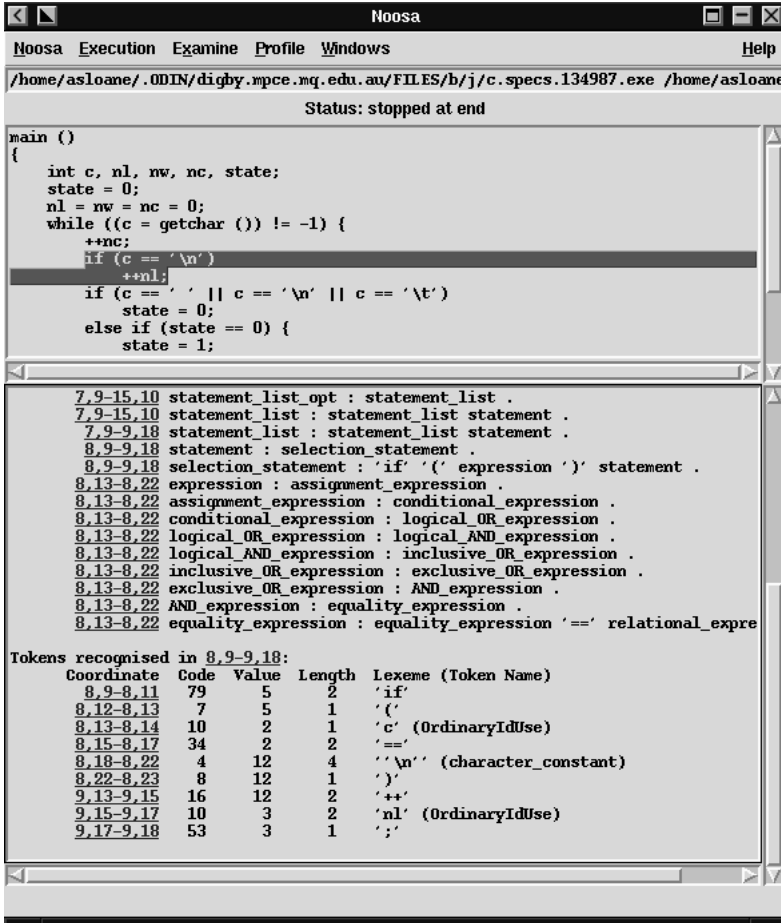 Noosa
Noosa Execution Examine Profile Windows Help
/home/asloane/.ODIN/digby.mpce.mq.edu.au/FILES/b/j/c.specs.134987.exe /home/asloane
Status: stopped at end
main ()
{
    int c, nl, nw, nc, state;
    state = 0;
    nl = nw = nc = 0;
    while ((c = getchar ()) != -1) {
        ++nc;
        if (c == '\n')
            ++nl;
        if (c == ' ' || c == '\n' || c == '\t')
            state = 0;
        else if (state == 0) {
            state = 1;
7,9-15,10 statement_list_opt : statement_list .
7,9-15,10 statement_list : statement_list statement .
7,9-9,18 statement_list : statement_list statement .
8,9-9,18 statement : selection_statement .
8,9-9,18 selection_statement : 'if' '(' expression ')' statement .
8,13-8,22 expression : assignment_expression .
8,13-8,22 assignment_expression : conditional_expression .
8,13-8,22 conditional_expression : logical_OR_expression .
8,13-8,22 logical_OR_expression : logical_AND_expression .
8,13-8,22 logical_AND_expression : inclusive_OR_expression .
8,13-8,22 inclusive_OR_expression : exclusive_OR_expression .
8,13-8,22 exclusive_OR_expression : AND_expression .
8,13-8,22 AND_expression : equality_expression .
8,13-8,22 equality_expression : equality_expression '==' relational_expre
Tokens recognised in 8,9-9,18:
Coordinate Code Value Length Lexeme (Token Name)
8,9-8,11 79 5 2 'if'
8,12-8,13 7 5 1 '('
8,13-8,14 10 2 1 'c' (OrdinaryIdUse)
8,15-8,17 34 2 2 '=='
8,18-8,22 4 12 4 ''\n'' (character_constant)
8,22-8,23 8 12 1 ')'
9,13-9,15 16 12 2 '++'
9,15-9,17 10 3 2 'nl' (OrdinaryIdUse)
9,17-9,18 53 3 1 ';'